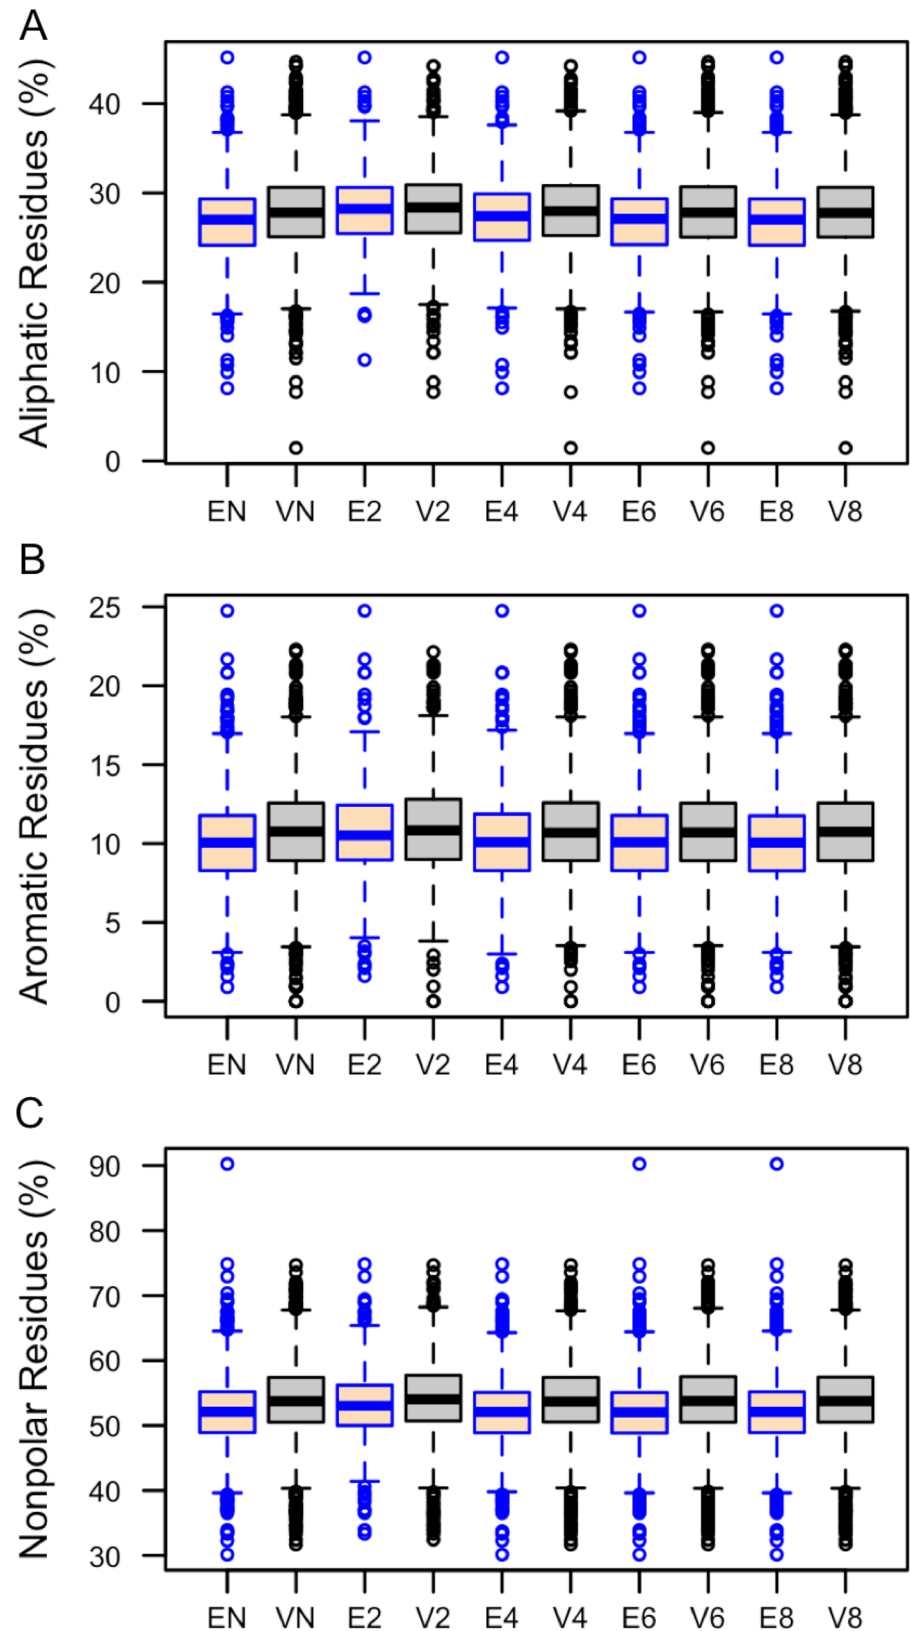 A
Aliphatic Residues (%)
40
30
20
10
0
EN VN E2 V2 E4 V4 E6 V6 E8 V8
B
Aromatic Residues (%)
25
20
15
10
5
0
EN VN E2 V2 E4 V4 E6 V6 E8 V8
C
Nonpolar Residues (%)
90
80
70
60
50
40
30
EN VN E2 V2 E4 V4 E6 V6 E8 V8